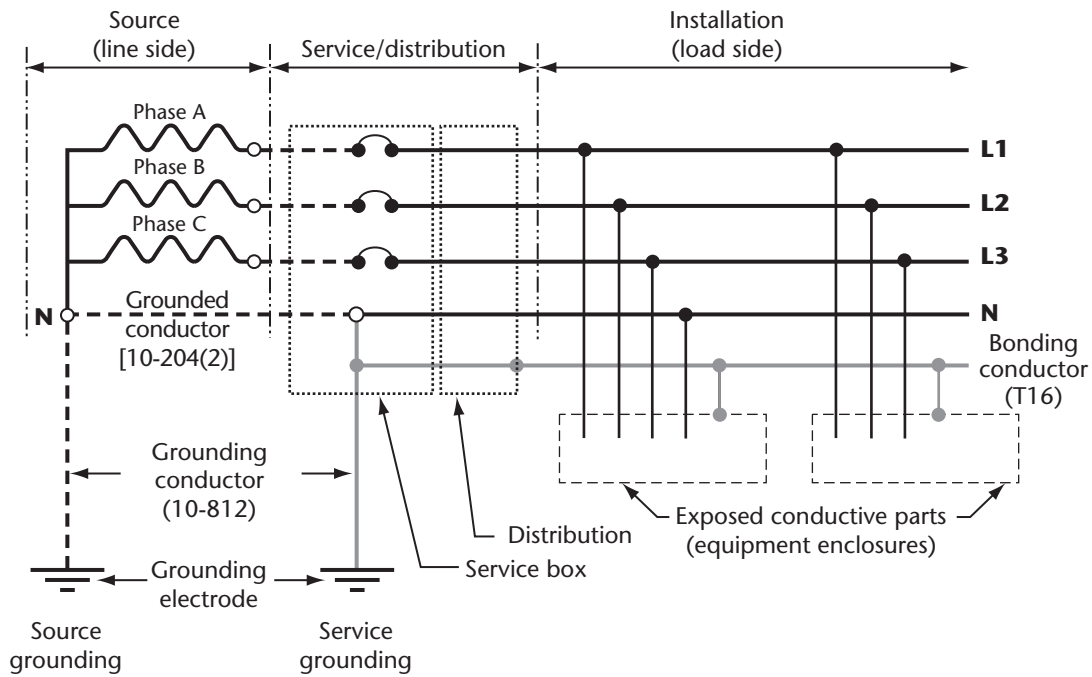 Source
(line side)
Service/distribution
Installation
(load side)
Phase A
L1
Phase B
L2
Phase C
L3
N
Grounded
conductor
[10-204(2)]
N
Bonding
conductor
(T16)
Grounding
conductor
(10-812)
Distribution
Service box
Exposed conductive parts
(equipment enclosures)
Grounding
electrode
Source
grounding
Service
grounding